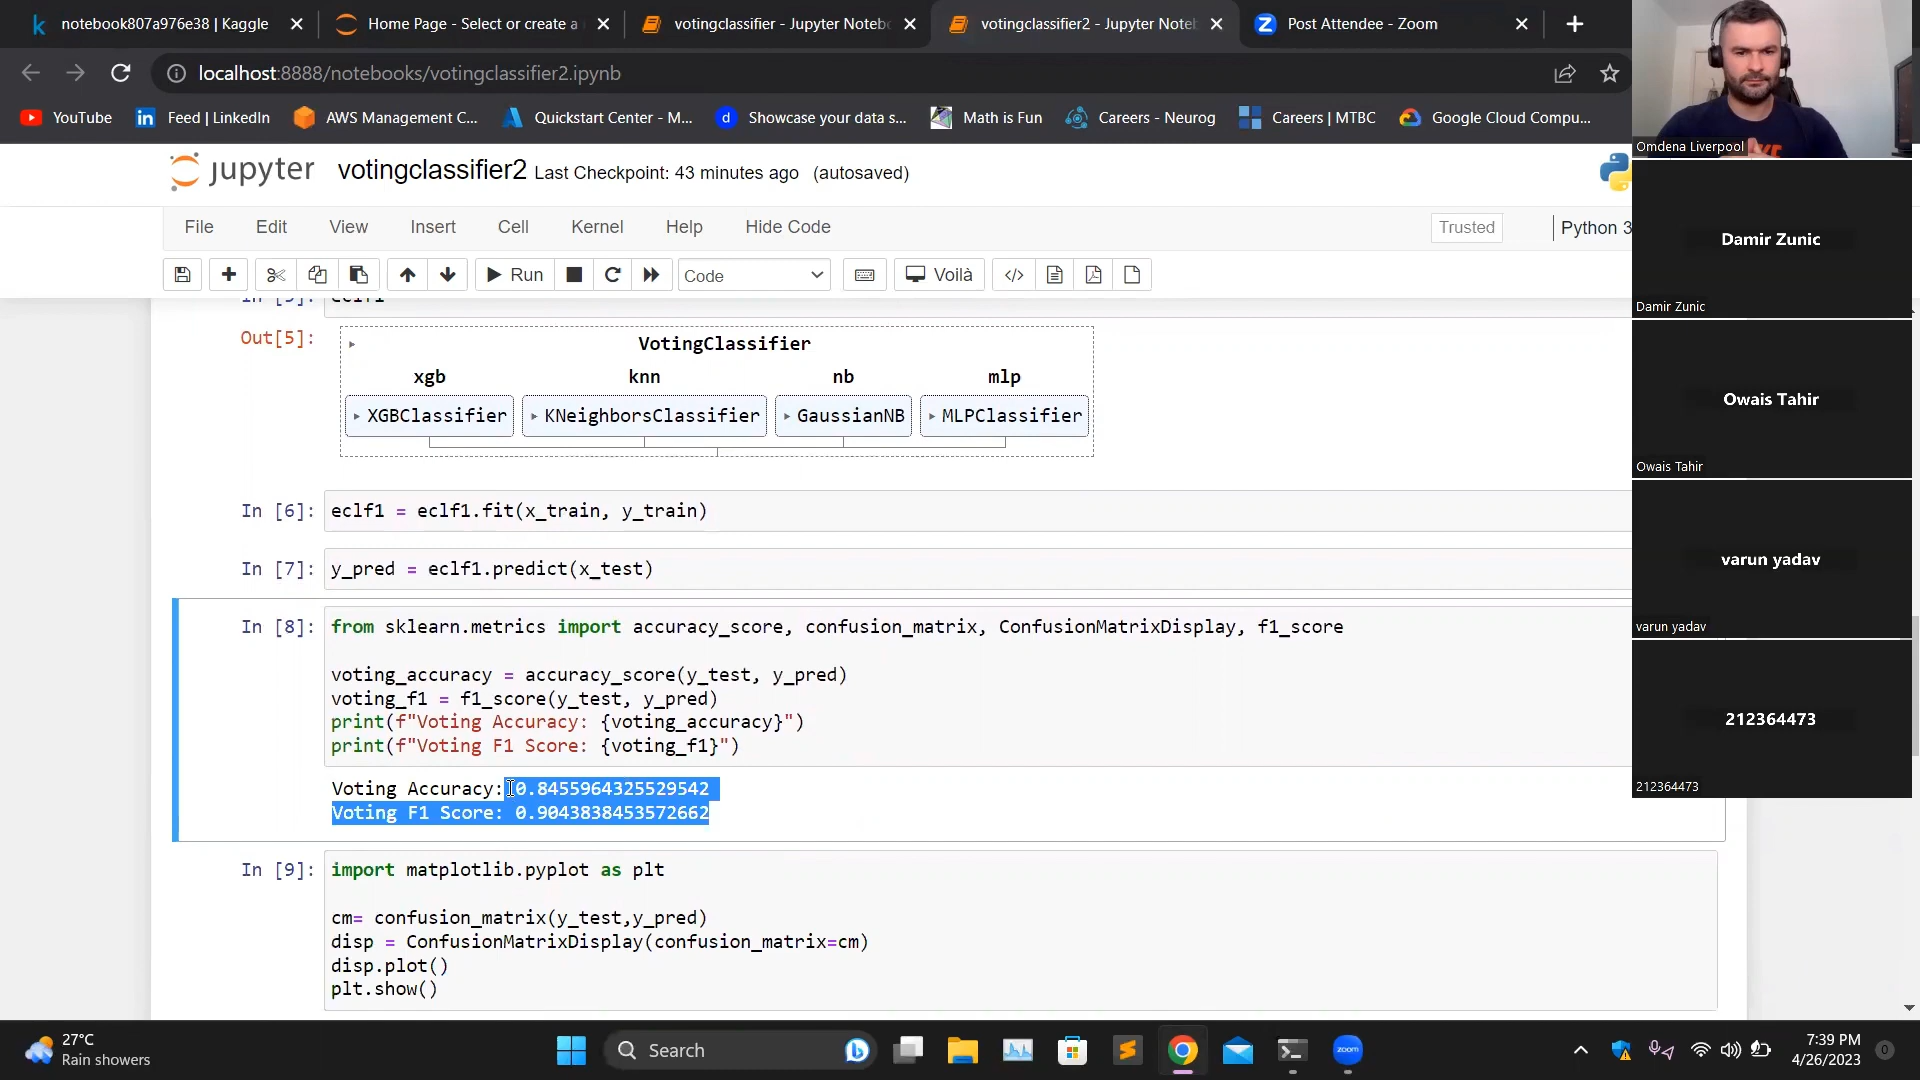 notebook807a976e38 | Kaggle
Home Page - Select or create a
votingclassifier - Jupyter Notebo
votingclassifier2 - Jupyter Noteb
Post Attendee - Zoom
localhost:8888/notebooks/votingclassifier2.ipynb
YouTube
Feed | LinkedIn
AWS Management C...
Quickstart Center - M...
Showcase your data s...
Math is Fun
Careers - Neurog
Careers | MTBC
Google Cloud Compu...
jupyter votingclassifier2 Last Checkpoint: 43 minutes ago (autosaved)
File Edit View Insert Cell Kernel Help Hide Code
Trusted
Python 3
Run
Code
Voilà
</>
In [5]: eclf1
Out[5]:
VotingClassifier
xgb knn nb mlp
XGBClassifier KNeighborsClassifier GaussianNB MLPClassifier
In [6]: eclf1 = eclf1.fit(x_train, y_train)
In [7]: y_pred = eclf1.predict(x_test)
In [8]: from sklearn.metrics import accuracy_score, confusion_matrix, ConfusionMatrixDisplay, f1_score
voting_accuracy = accuracy_score(y_test, y_pred)
voting_f1 = f1_score(y_test, y_pred)
print(f"Voting Accuracy: {voting_accuracy}")
print(f"Voting F1 Score: {voting_f1}")
Voting Accuracy: 0.8455964325529542
Voting F1 Score: 0.9043838453572662
In [9]: import matplotlib.pyplot as plt
cm= confusion_matrix(y_test,y_pred)
disp = ConfusionMatrixDisplay(confusion_matrix=cm)
disp.plot()
plt.show()
Omdena Liverpool
Damir Zunic
Damir Zunic
Owais Tahir
Owais Tahir
varun yadav
varun yadav
212364473
212364473
27°C
Rain showers
Search
zoom
7:39 PM
4/26/2023
0